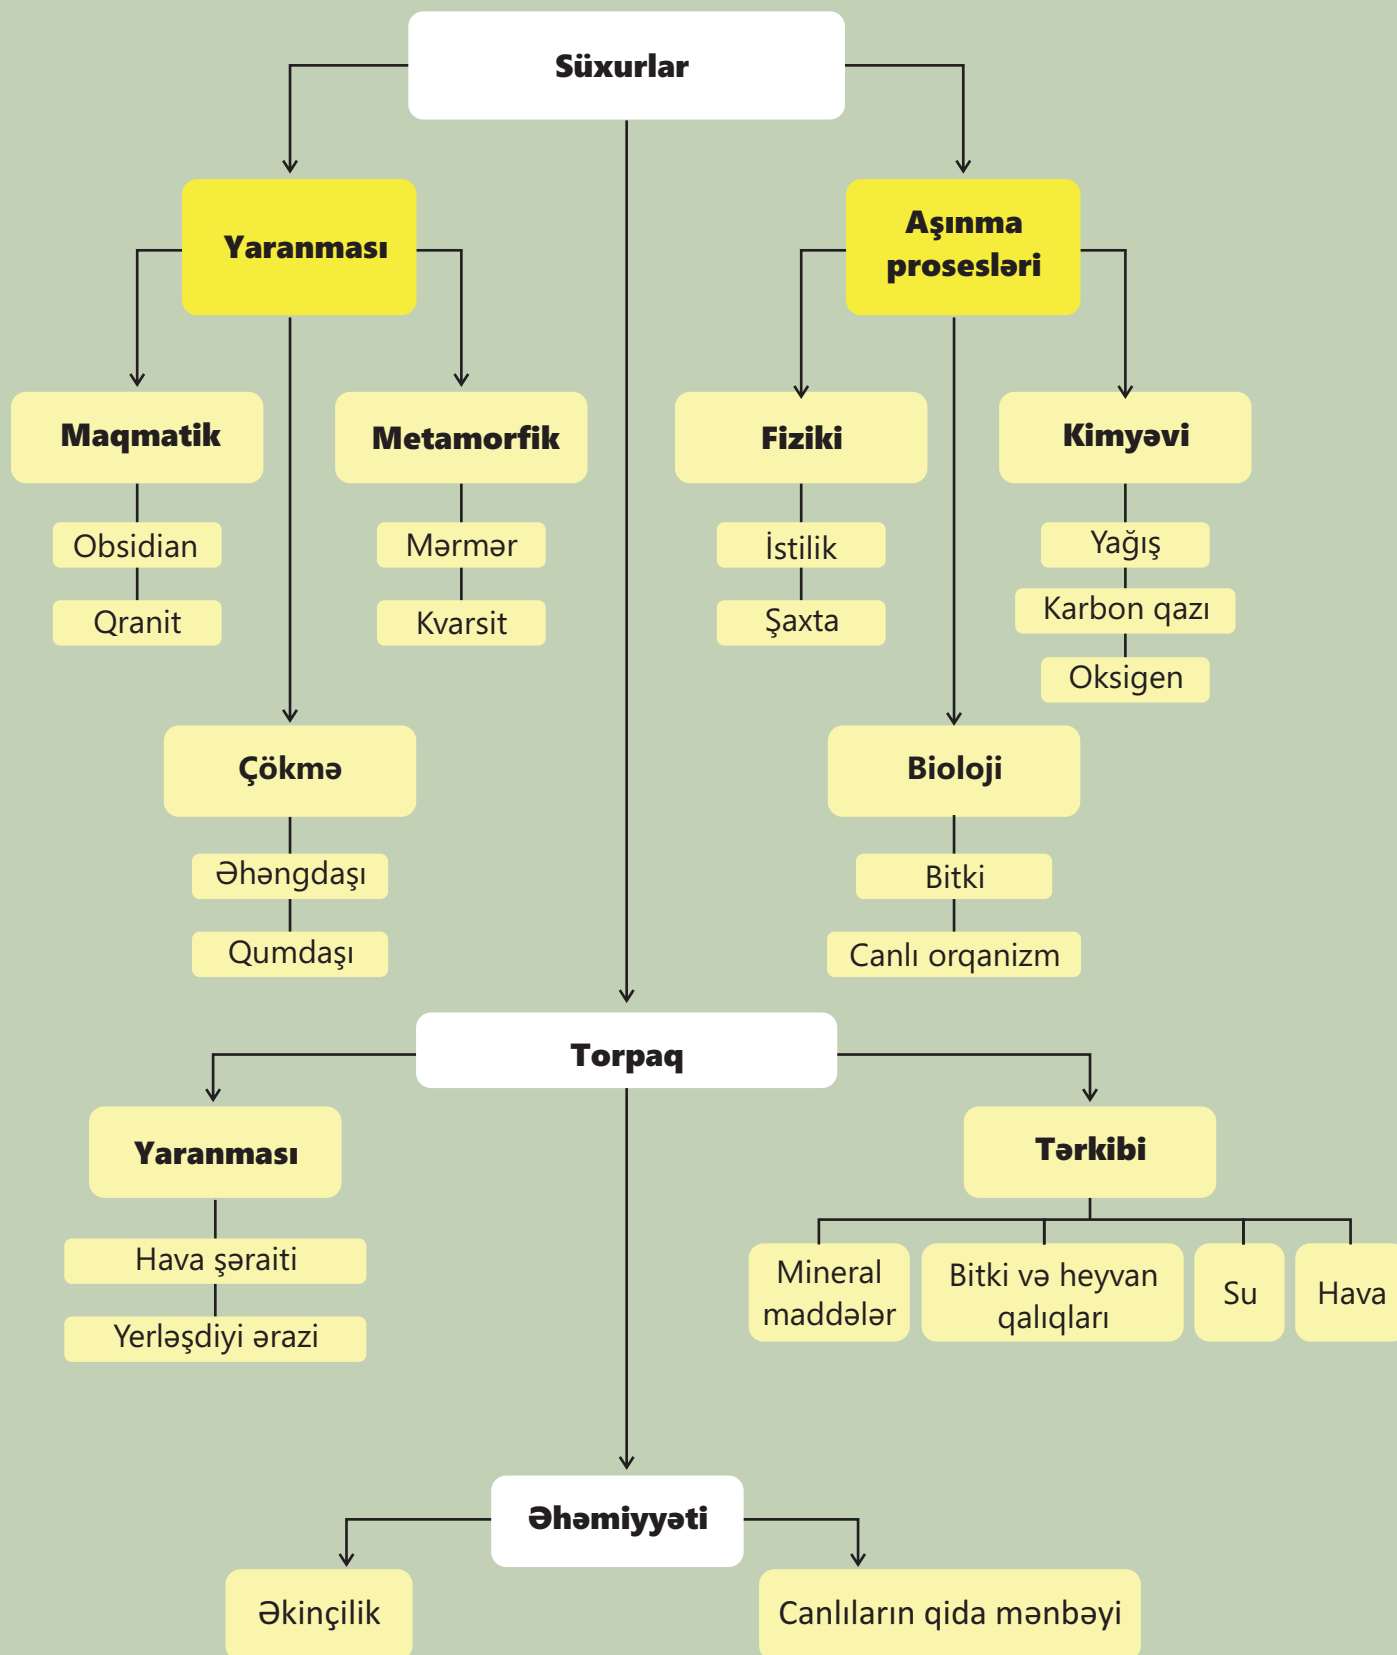 Süxurlar
Yaranması
Aşınma
prosesləri
Maqmatik
Metamorfik
Fiziki
Kimyəvi
Obsidian
Qranit
Mərmər
Kvarsit
İstilik
Şaxta
Yağış
Karbon qazı
Oksigen
Çökmə
Bioloji
Əhəngdaşı
Qumdaşı
Bitki
Canlı orqanizm
Torpaq
Yaranması
Tərkibi
Hava şəraiti
Yerləşdiyi ərazi
Mineral
maddələr
Bitki və heyvan
qalıqları
Su
Hava
Əhəmiyyəti
Əkinçilik
Canlıların qida mənbəyi